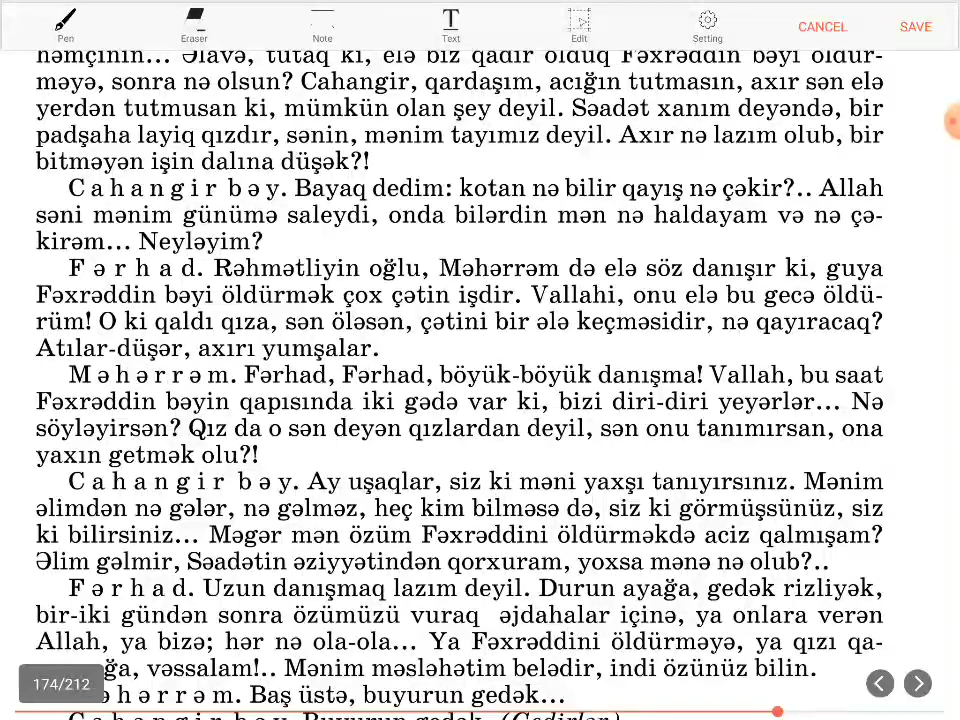 Pen
Eraser
Note
Text
Edit
Setting
CANCEL
SAVE
həmçinin... Əlavə, tutaq ki, elə biz qadir olduq Fəxrəddin bəyi öldür-
məyə, sonra nə olsun? Cahangir, qardaşım, acığın tutmasın, axır sən elə
yerdən tutmusan ki, mümkün olan şey deyil. Səadət xanım deyəndə, bir
padşaha layiq qızdır, sənin, mənim tayımız deyil. Axır nə lazım olub, bir
bitməyən işin dalına düşək?!
C a h a n g i r b ə y. Bayaq dedim: kotan nə bilir qayış nə çəkir?.. Allah
səni mənim günümə saleydi, onda bilərdin mən nə haldayam və nə çə-
kirəm... Neyləyim?
F ə r h a d. Rəhmətliyin oğlu, Məhərrəm də elə söz danışır ki, guya
Fəxrəddin bəyi öldürmək çox çətin işdir. Vallahi, onu elə bu gecə öldü-
rüm! O ki qaldı qıza, sən öləsən, çətini bir ələ keçməsidir, nə qayıracaq?
Atılar-düşər, axırı yumşalar.
M ə h ə r r ə m. Fərhad, Fərhad, böyük-böyük danışma! Vallah, bu saat
Fəxrəddin bəyin qapısında iki gədə var ki, bizi diri-diri yeyərlər... Nə
söyləyirsən? Qız da o sən deyən qızlardan deyil, sən onu tanımırsan, ona
yaxın getmək olu?!
C a h a n g i r b ə y. Ay uşaqlar, siz ki məni yaxşı tanıyırsınız. Mənim
əlimdən nə gələr, nə gəlməz, heç kim bilməsə də, siz ki görmüşsünüz, siz
ki bilirsiniz... Məgər mən özüm Fəxrəddini öldürməkdə aciz qalmışam?
Əlim gəlmir, Səadətin əziyyətindən qorxuram, yoxsa mənə nə olub?..
F ə r h a d. Uzun danışmaq lazım deyil. Durun ayağa, gedək rizliyək,
bir-iki gündən sonra özümüzü vuraq əjdahalar içinə, ya onlara verən
Allah, ya bizə; hər nə ola-ola... Ya Fəxrəddini öldürməyə, ya qızı qa-
ğa, vəssalam!.. Mənim məsləhətim belədir, indi özünüz bilin.
ə h ə r r ə m. Baş üstə, buyurun gedək...
C a h a n g i r b ə y. Buyurun gedək. (Gedirlər)
174/212